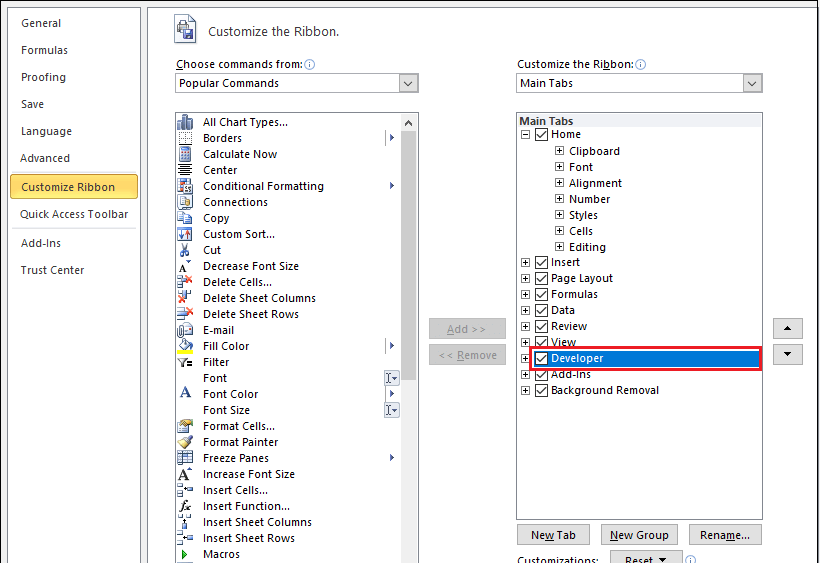 General
Formulas
Proofing
Save
Language
Advanced
Customize Ribbon
Quick Access Toolbar
Add-Ins
Trust Center
Customize the Ribbon.
Choose commands from:
Popular Commands
All Chart Types...
Borders
Calculate Now
Center
Conditional Formatting
Connections
Copy
Custom Sort...
Cut
Decrease Font Size
Delete Cells...
Delete Sheet Columns
Delete Sheet Rows
E-mail
Fill Color
Filter
Font
Font Color
Font Size
Format Cells...
Format Painter
Freeze Panes
Increase Font Size
Insert Cells...
Insert Function...
Insert Sheet Columns
Insert Sheet Rows
Macros
Add >>
<< Remove
Customize the Ribbon:
Main Tabs
Main Tabs
Home
Clipboard
Font
Alignment
Number
Styles
Cells
Editing
Insert
Page Layout
Formulas
Data
Review
View
Developer
Add-Ins
Background Removal
New Tab
New Group
Rename...
Customizations:
Reset